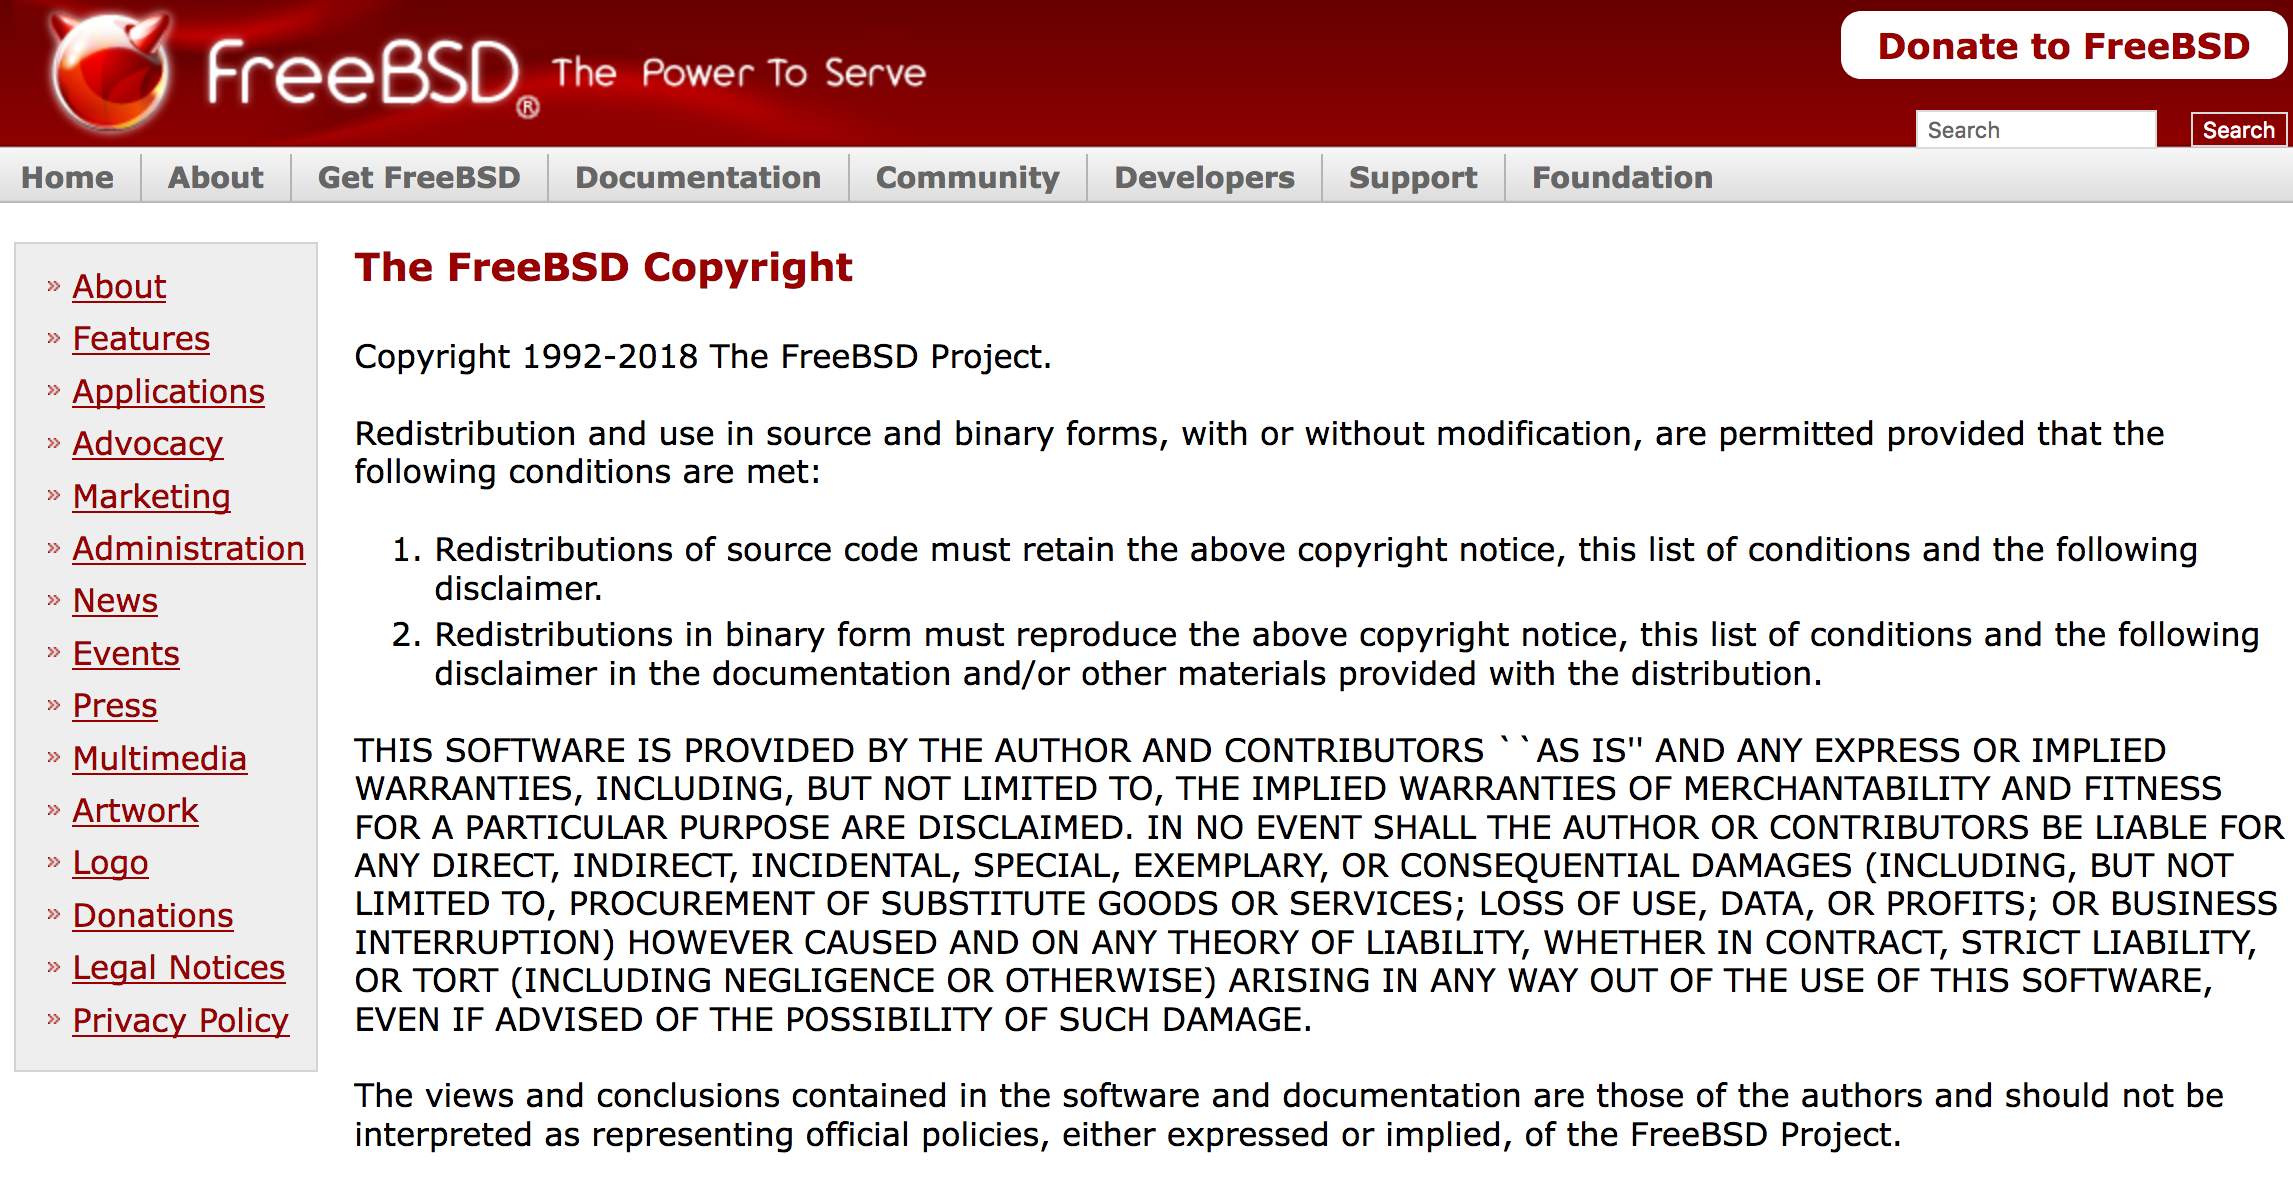 FreeBSD® The Power To Serve
Donate to FreeBSD
Search
Search
Home
About
Get FreeBSD
Documentation
Community
Developers
Support
Foundation
» About
» Features
» Applications
» Advocacy
» Marketing
» Administration
» News
» Events
» Press
» Multimedia
» Artwork
» Logo
» Donations
» Legal Notices
» Privacy Policy
The FreeBSD Copyright
Copyright 1992-2018 The FreeBSD Project.
Redistribution and use in source and binary forms, with or without modification, are permitted provided that the
following conditions are met:
1. Redistributions of source code must retain the above copyright notice, this list of conditions and the following
disclaimer.
2. Redistributions in binary form must reproduce the above copyright notice, this list of conditions and the following
disclaimer in the documentation and/or other materials provided with the distribution.
THIS SOFTWARE IS PROVIDED BY THE AUTHOR AND CONTRIBUTORS ``AS IS'' AND ANY EXPRESS OR IMPLIED
WARRANTIES, INCLUDING, BUT NOT LIMITED TO, THE IMPLIED WARRANTIES OF MERCHANTABILITY AND FITNESS
FOR A PARTICULAR PURPOSE ARE DISCLAIMED. IN NO EVENT SHALL THE AUTHOR OR CONTRIBUTORS BE LIABLE FOR
ANY DIRECT, INDIRECT, INCIDENTAL, SPECIAL, EXEMPLARY, OR CONSEQUENTIAL DAMAGES (INCLUDING, BUT NOT
LIMITED TO, PROCUREMENT OF SUBSTITUTE GOODS OR SERVICES; LOSS OF USE, DATA, OR PROFITS; OR BUSINESS
INTERRUPTION) HOWEVER CAUSED AND ON ANY THEORY OF LIABILITY, WHETHER IN CONTRACT, STRICT LIABILITY,
OR TORT (INCLUDING NEGLIGENCE OR OTHERWISE) ARISING IN ANY WAY OUT OF THE USE OF THIS SOFTWARE,
EVEN IF ADVISED OF THE POSSIBILITY OF SUCH DAMAGE.
The views and conclusions contained in the software and documentation are those of the authors and should not be
interpreted as representing official policies, either expressed or implied, of the FreeBSD Project.